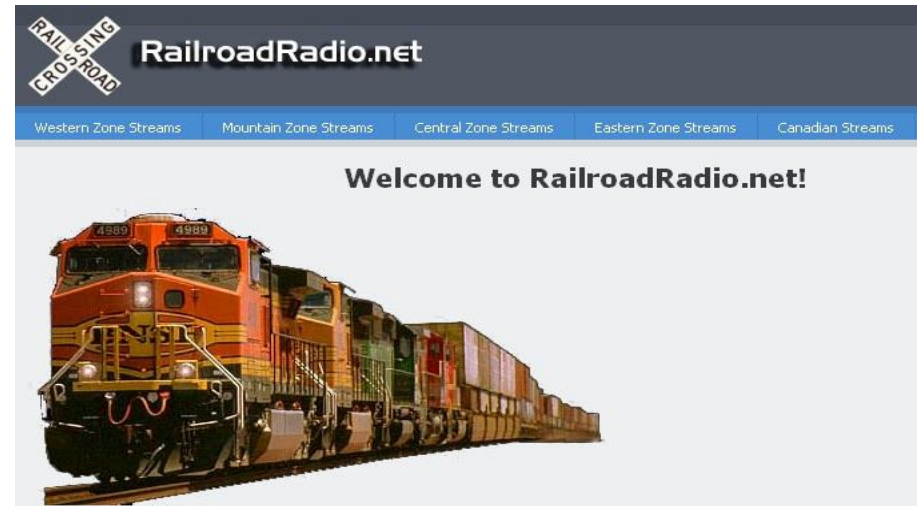 RAIL ROAD
CROSSING
RailroadRadio.net
Western Zone Streams Mountain Zone Streams Central Zone Streams Eastern Zone Streams Canadian Streams
Welcome to RailroadRadio.net!
4989 4989
BNSF